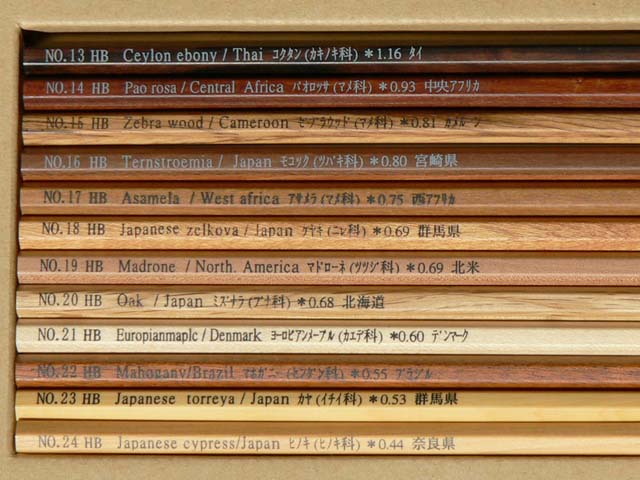 NO.13 HB Ceylon ebony / Thai ｺｸﾀﾝ (ｶｷﾉｷ科) *1.16 ﾀｲ
NO.14 HB Pao rosa / Central Africa ﾊﾟｵﾛｯｻ (ﾏﾒ科) *0.93 中央ｱﾌﾘｶ
NO.15 HB Zebra wood / Cameroon ｾﾞﾌﾞﾗｳｯﾄﾞ (ﾏﾒ科) *0.81 ｶﾒﾙｰﾝ
NO.16 HB Ternstroemia / Japan ﾓｺｯｸ (ﾂﾊﾞｷ科) *0.80 宮崎県
NO.17 HB Asamela / West africa ｱｻﾒﾗ (ﾏﾒ科) *0.75 西ｱﾌﾘｶ
NO.18 HB Japanese zelkova / Japan ｹﾔｷ (ﾆﾚ科) *0.69 群馬県
NO.19 HB Madrone / North. America ﾏﾄﾞﾛｰﾈ (ﾂﾂｼﾞ科) *0.69 北米
NO.20 HB Oak / Japan ﾐｽﾞﾅﾗ (ﾌﾞﾅ科) *0.68 北海道
NO.21 HB Europianmaplc / Denmark ﾖｰﾛﾋﾟｱﾝﾒｰﾌﾟﾙ (ｶｴﾃﾞ科) *0.60 ﾃﾞﾝﾏｰｸ
NO.22 HB Mahogany/Brazil ﾏﾎｶﾞﾆｰ (ｾﾝﾀﾞﾝ科) *0.55 ﾌﾞﾗｼﾞﾙ
NO.23 HB Japanese torreya / Japan ｶﾔ (ｲﾁｲ科) *0.53 群馬県
NO.24 HB Japanese cypress/Japan ﾋﾉｷ (ﾋﾉｷ科) *0.44 奈良県